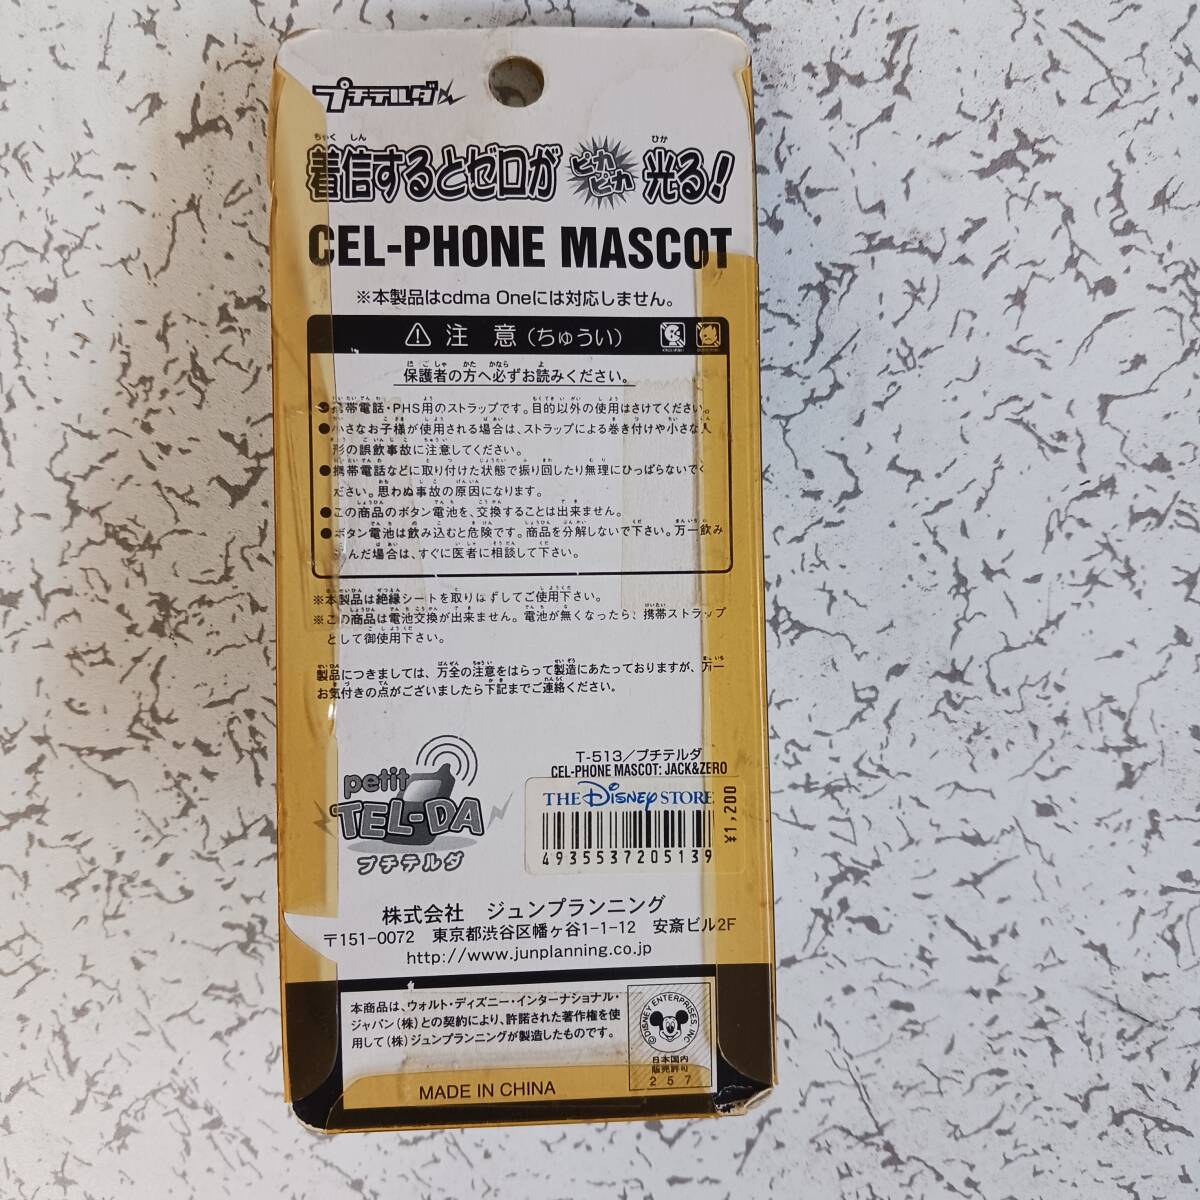 プチテルダ
ちゃく しん
ひか
着信するとゼロが ピカピカ 光る!
CEL-PHONE MASCOT
※本製品はcdma Oneには対応しません。
注 意(ちゅうい)
保護者の方へ必ずお読みください。
●携帯電話・PHS用のストラップです。目的以外の使用はさけてください。
●小さなお子様が使用される場合は、ストラップによる巻き付けや小さな人
形の誤飲事故に注意してください。
●携帯電話などに取り付けた状態で振り回したり無理にひっぱらないでく
ださい。思わぬ事故の原因になります。
●この商品のボタン電池を、交換することは出来ません。
●ボタン電池は飲み込むと危険です。商品を分解しないで下さい。万一飲み
込んだ場合は、すぐに医者に相談して下さい。
※本製品は絶縁シートを取りはずしてご使用下さい。
※この商品は電池交換が出来ません。電池が無くなったら、携帯ストラップ
として御使用下さい。
製品につきましては、万全の注意をはらって製造にあたっておりますが、万一
お気付きの点がございましたら下記までご連絡ください。
petit
TEL-DA
プチテルダ
T-513/プチテルダ
CEL-PHONE MASCOT: JACK&ZERO
THE Disney STORE
4935537205139
¥1,200
株式会社 ジュンプランニング
〒151-0072 東京都渋谷区幡ヶ谷1-1-12 安斎ビル2F
http://www.junplanning.co.jp
本商品は、ウォルト・ディズニー・インターナショナル・
ジャパン(株)との契約により、許諾された著作権を使
用して(株)ジュンプランニングが製造したものです。
©DISNEY ENTERPRISES, INC.
日本国内
販売許可
257
MADE IN CHINA